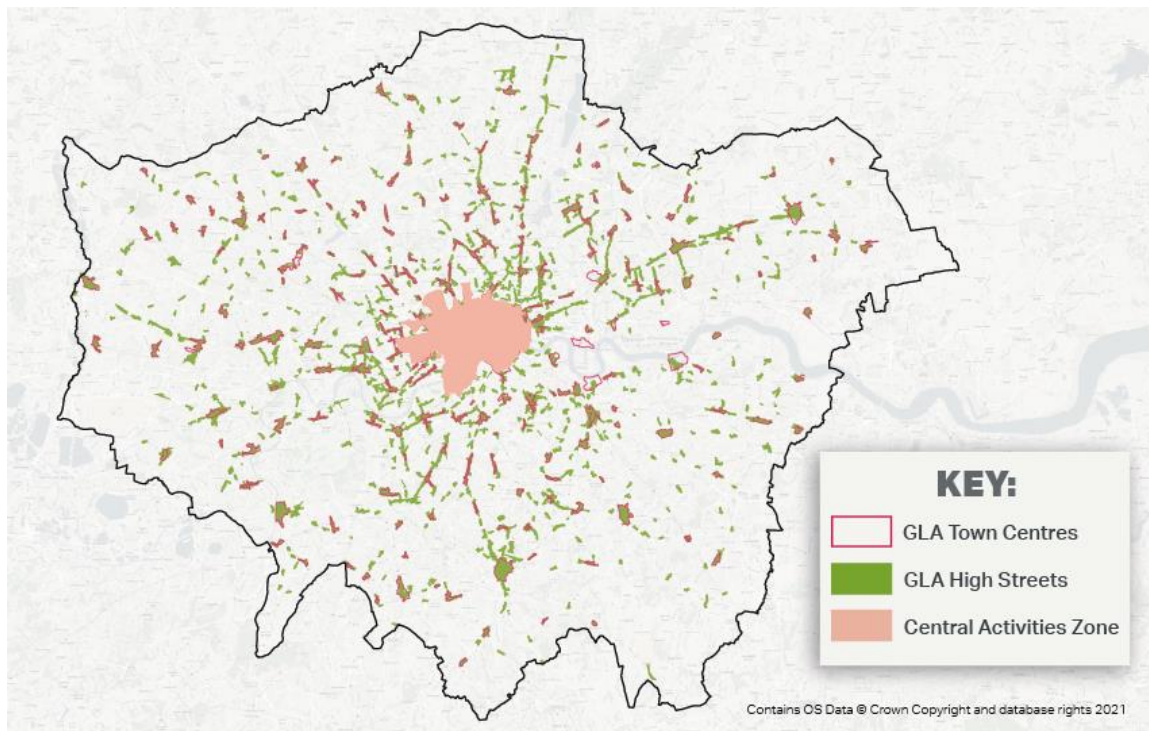 KEY:
GLA Town Centres
GLA High Streets
Central Activities Zone
Contains OS Data © Crown Copyright and database rights 2021